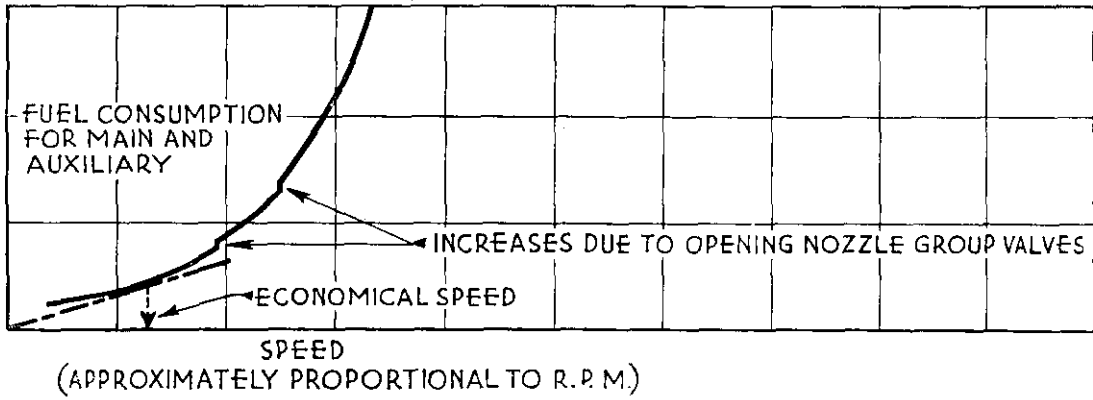 FUEL CONSUMPTION
FOR MAIN AND
AUXILIARY
INCREASES DUE TO OPENING NOZZLE GROUP VALVES
ECONOMICAL SPEED
SPEED
(APPROXIMATELY PROPORTIONAL TO R.P.M.)